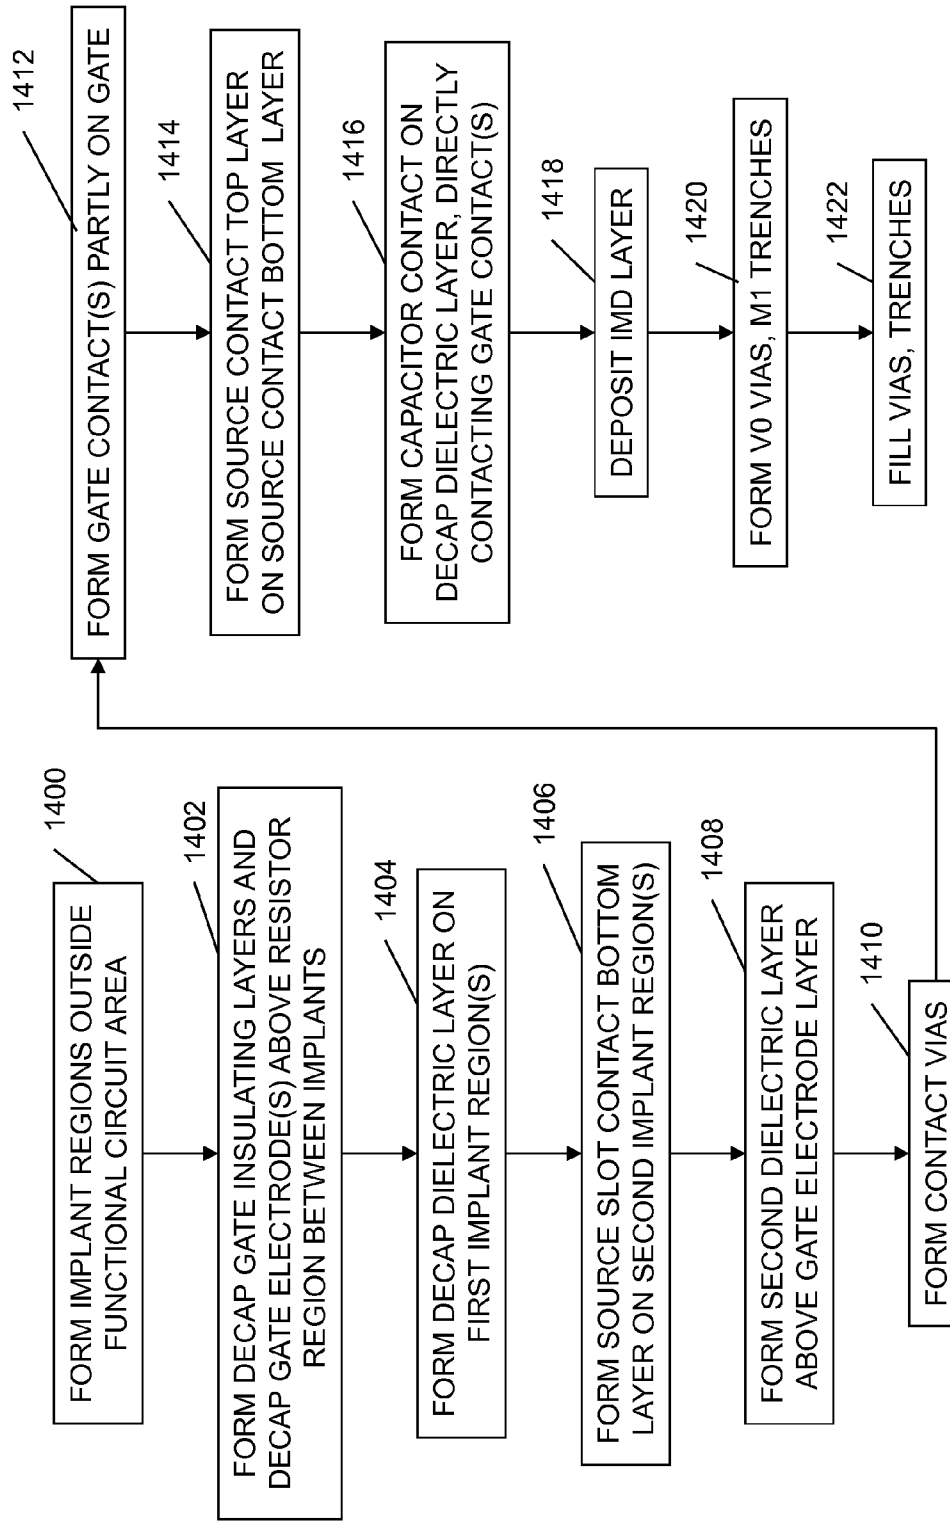 1400
FORM IMPLANT REGIONS OUTSIDE
FUNCTIONAL CIRCUIT AREA
1402
FORM DECAP GATE INSULATING LAYERS AND
DECAP GATE ELECTRODE(S) ABOVE RESISTOR
REGION BETWEEN IMPLANTS
1404
FORM DECAP DIELECTRIC LAYER ON
FIRST IMPLANT REGION(S)
1406
FORM SOURCE SLOT CONTACT BOTTOM
LAYER ON SECOND IMPLANT REGION(S)
1408
FORM SECOND DIELECTRIC LAYER
ABOVE GATE ELECTRODE LAYER
1410
FORM CONTACT VIAS
1412
FORM GATE CONTACT(S) PARTLY ON GATE
1414
FORM SOURCE CONTACT TOP LAYER
ON SOURCE CONTACT BOTTOM LAYER
1416
FORM CAPACITOR CONTACT ON
DECAP DIELECTRIC LAYER, DIRECTLY
CONTACTING GATE CONTACT(S)
1418
DEPOSIT IMD LAYER
1420
FORM V0 VIAS, M1 TRENCHES
1422
FILL VIAS, TRENCHES